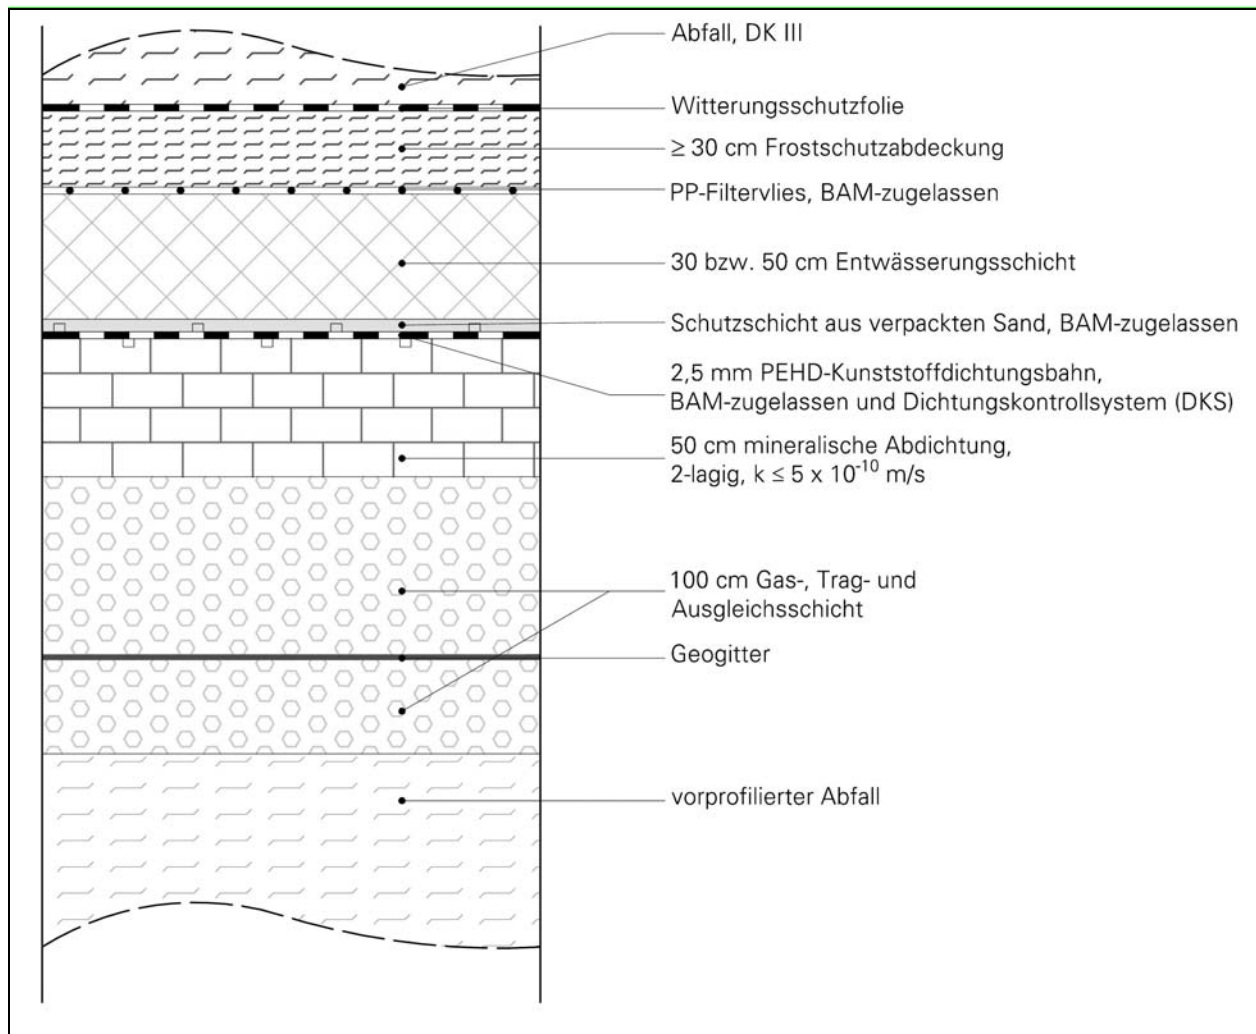 Abfall, DK III
Witterungsschutzfolie
≥ 30 cm Frostschutzabdeckung
PP-Filtervlies, BAM-zugelassen
30 bzw. 50 cm Entwässerungsschicht
Schutzschicht aus verpackten Sand, BAM-zugelassen
2,5 mm PEHD-Kunststoffdichtungsbahn,
BAM-zugelassen und Dichtungskontrollsystem (DKS)
50 cm mineralische Abdichtung,
2-lagig, k ≤ 5 x 10⁻¹⁰ m/s
100 cm Gas-, Trag- und
Ausgleichsschicht
Geogitter
vorprofilierter Abfall